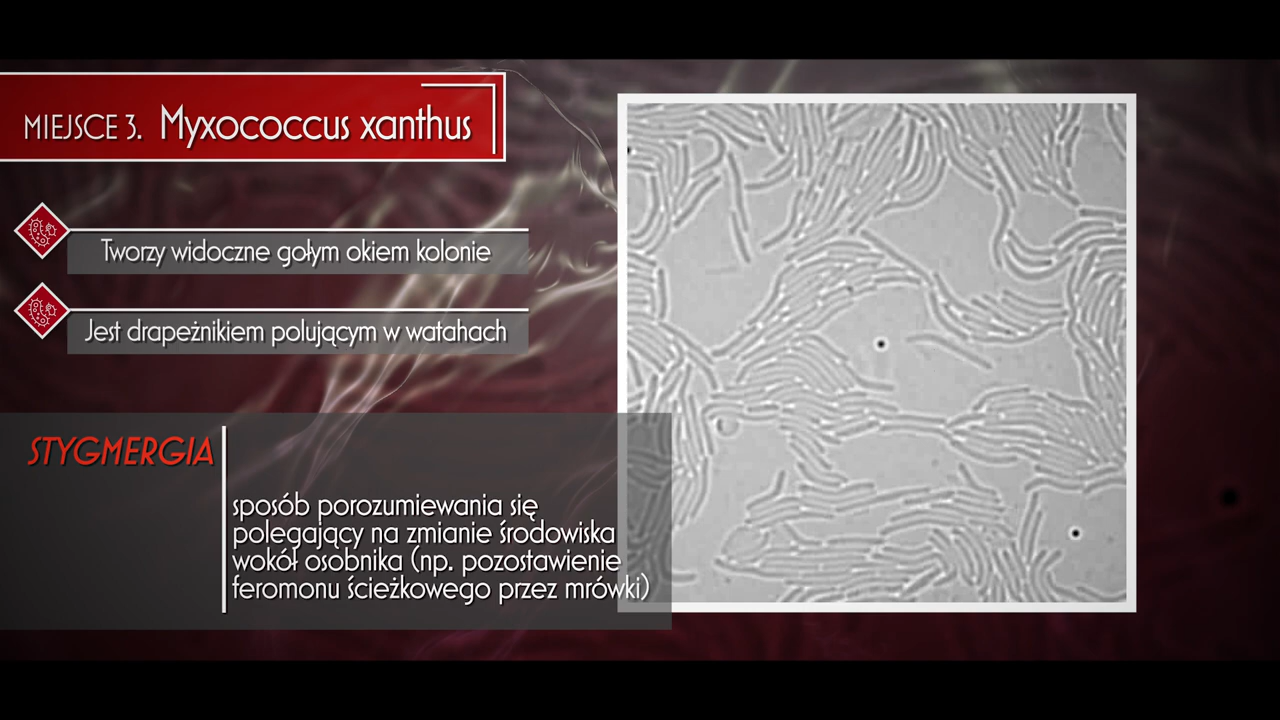 MIEJSCE 3. Myxococcus xanthus
Tworzy widoczne gołym okiem kolonie
Jest drapeżnikiem polującym w watahach
STYGMERGIA
sposób porozumiewania się
polegający na zmianie środowiska
wokół osobnika (np. pozostawienie
feromonu ścieżkowego przez mrówki)